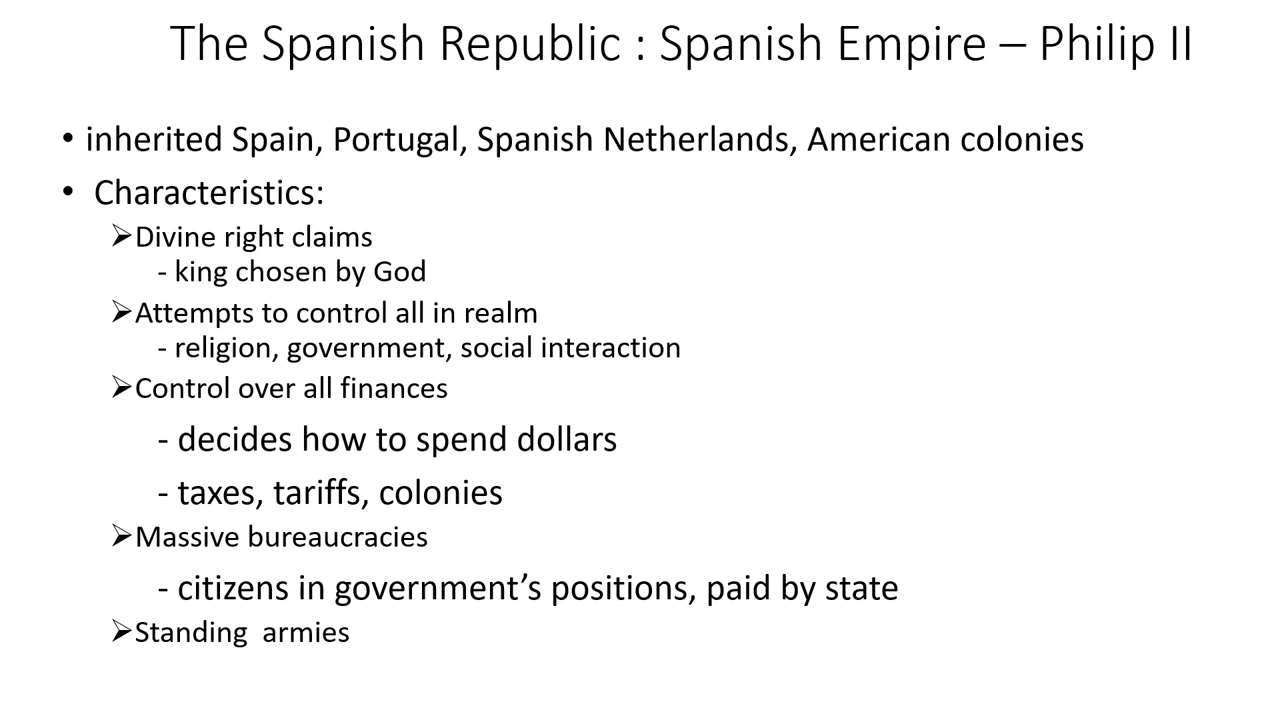 The Spanish Republic : Spanish Empire – Philip II
• inherited Spain, Portugal, Spanish Netherlands, American colonies
• Characteristics:
➢Divine right claims
- king chosen by God
➢Attempts to control all in realm
- religion, government, social interaction
➢Control over all finances
- decides how to spend dollars
- taxes, tariffs, colonies
➢Massive bureaucracies
- citizens in government’s positions, paid by state
➢Standing  armies